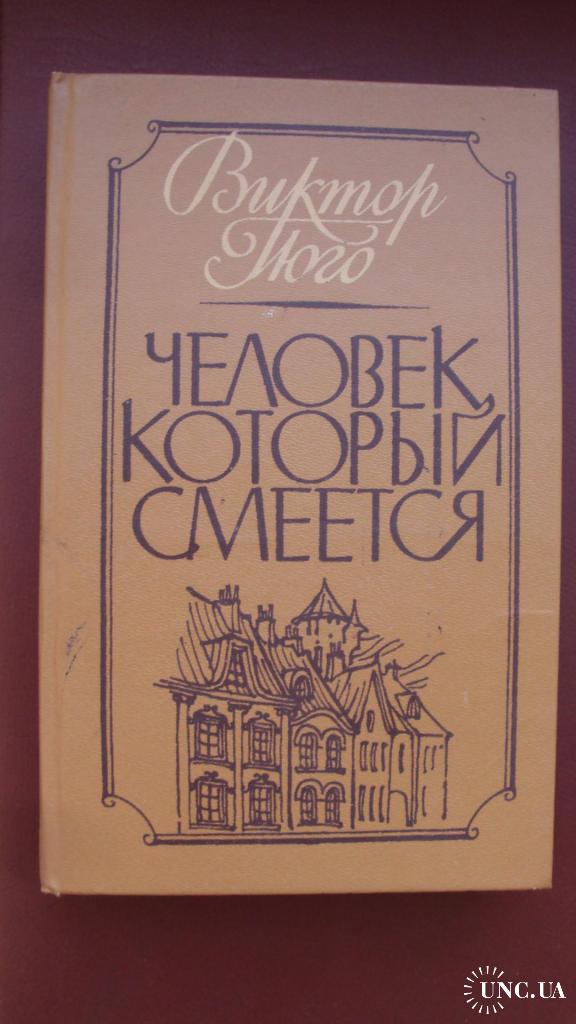 Виктор
Гюго
ЧЕЛОВЕК,
КОТОРЫЙ
СМЕЕТСЯ
UNC.UA